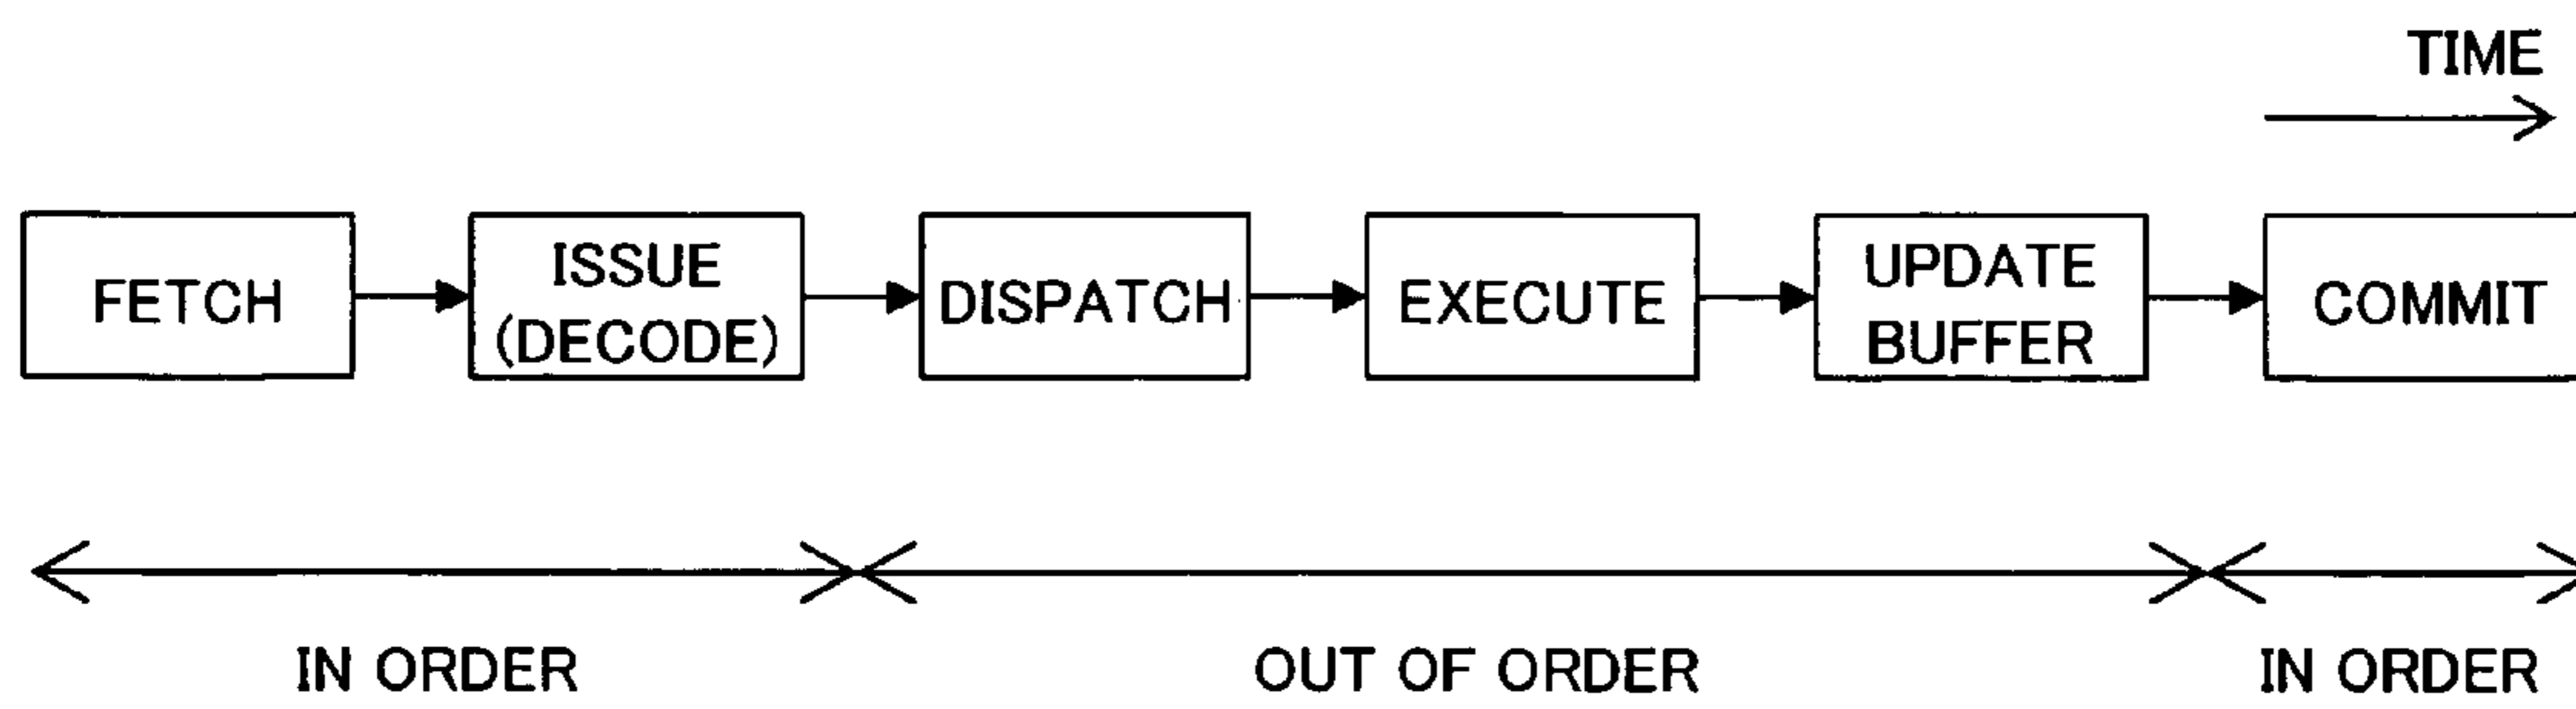 TIME
FETCH
ISSUE
(DECODE)
DISPATCH
EXECUTE
UPDATE
BUFFER
COMMIT
IN ORDER
OUT OF ORDER
IN ORDER